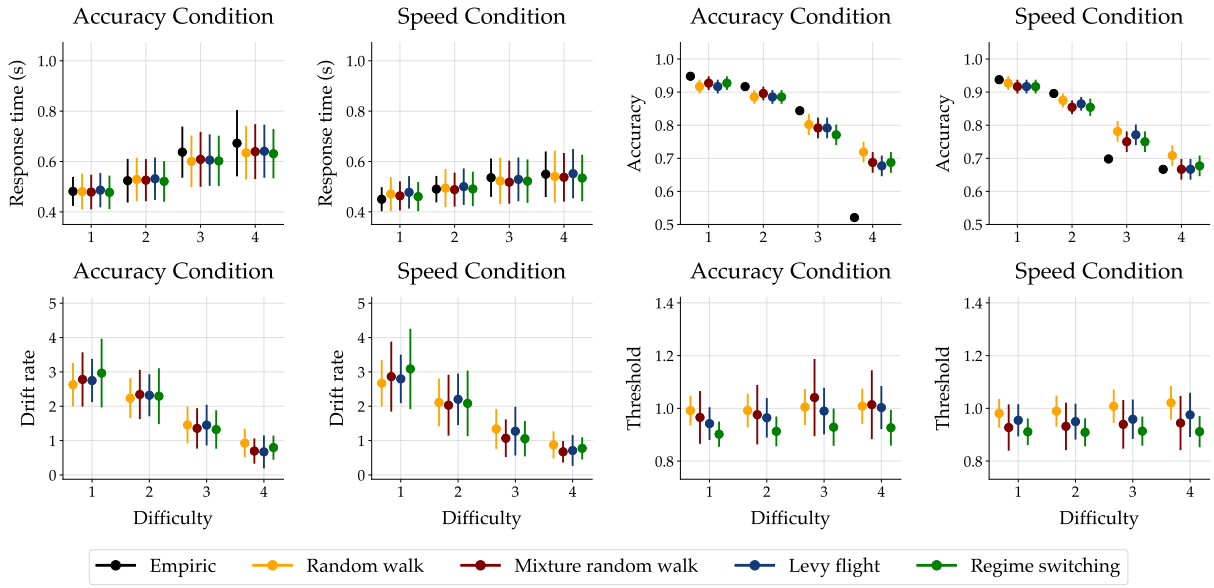 Accuracy Condition
Speed Condition
Accuracy Condition
Speed Condition
Response time (s)
1.0
0.8
0.6
0.4
1 2 3 4
Response time (s)
1.0
0.8
0.6
0.4
1 2 3 4
Accuracy
1.0
0.9
0.8
0.7
0.6
0.5
1 2 3 4
Accuracy
1.0
0.9
0.8
0.7
0.6
0.5
1 2 3 4
Accuracy Condition
Speed Condition
Accuracy Condition
Speed Condition
Drift rate
5
4
3
2
1
0
1 2 3 4
Difficulty
Drift rate
5
4
3
2
1
0
1 2 3 4
Difficulty
Threshold
1.4
1.2
1.0
0.8
1 2 3 4
Difficulty
Threshold
1.4
1.2
1.0
0.8
1 2 3 4
Difficulty
Empiric Random walk Mixture random walk Levy flight Regime switching